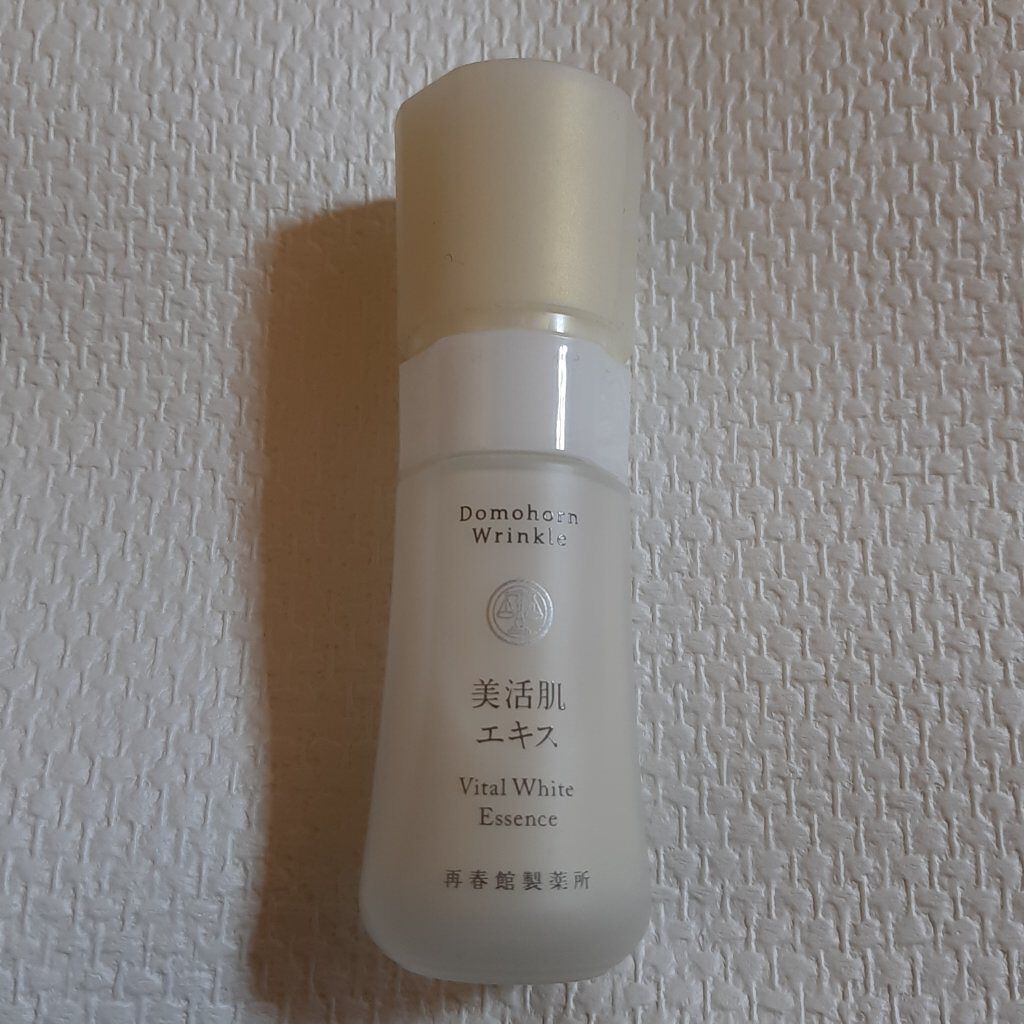 Domohorn
Wrinkle
美活肌
エキス
Vital White
Essence
再春館製薬所